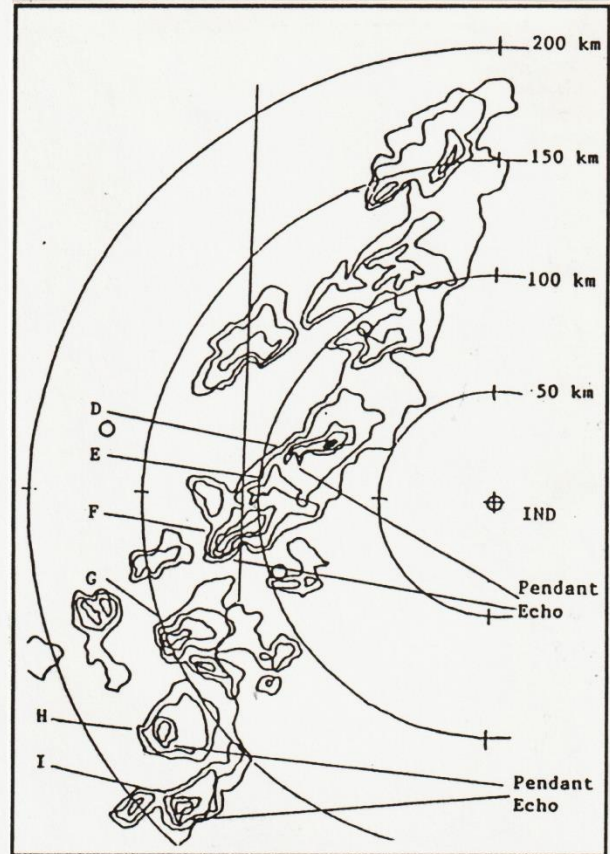 200 km
150 km
100 km
50 km
D
E
F
IND
G
Pendant
Echo
H
I
Pendant
Echo